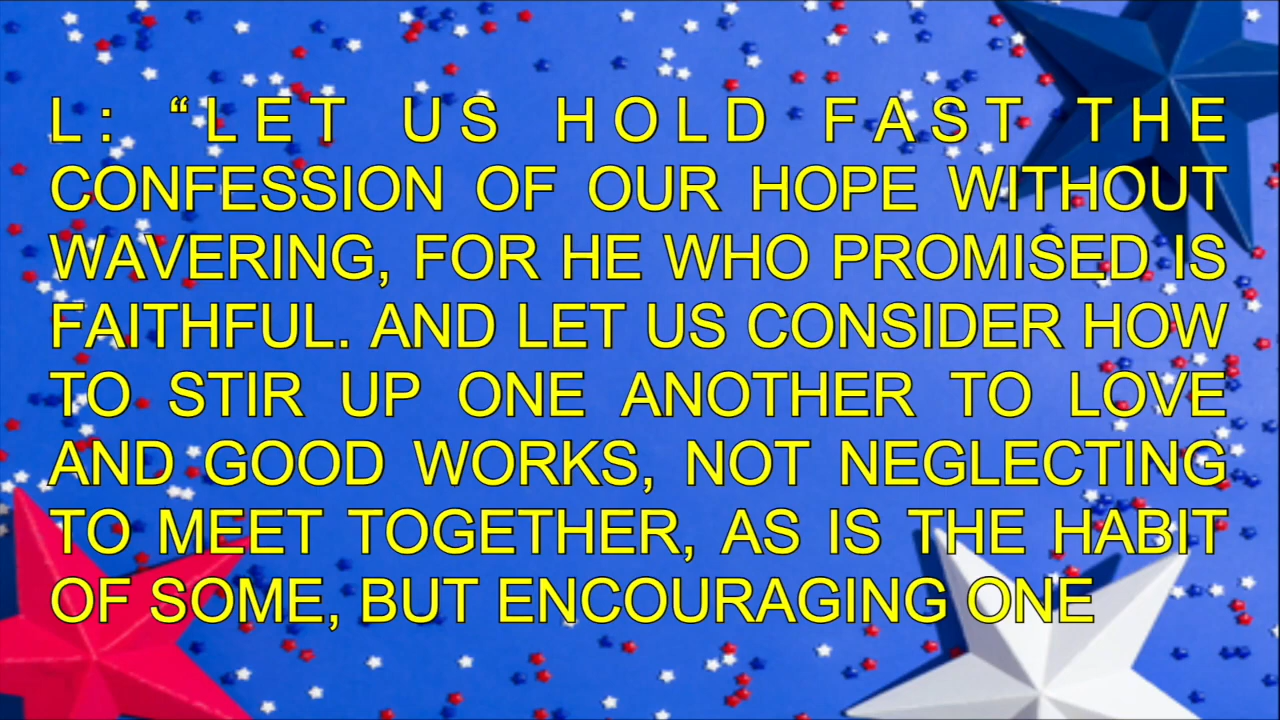 L: “LET US HOLD FAST THE
CONFESSION OF OUR HOPE WITHOUT
WAVERING, FOR HE WHO PROMISED IS
FAITHFUL. AND LET US CONSIDER HOW
TO STIR UP ONE ANOTHER TO LOVE
AND GOOD WORKS, NOT NEGLECTING
TO MEET TOGETHER, AS IS THE HABIT
OF SOME, BUT ENCOURAGING ONE